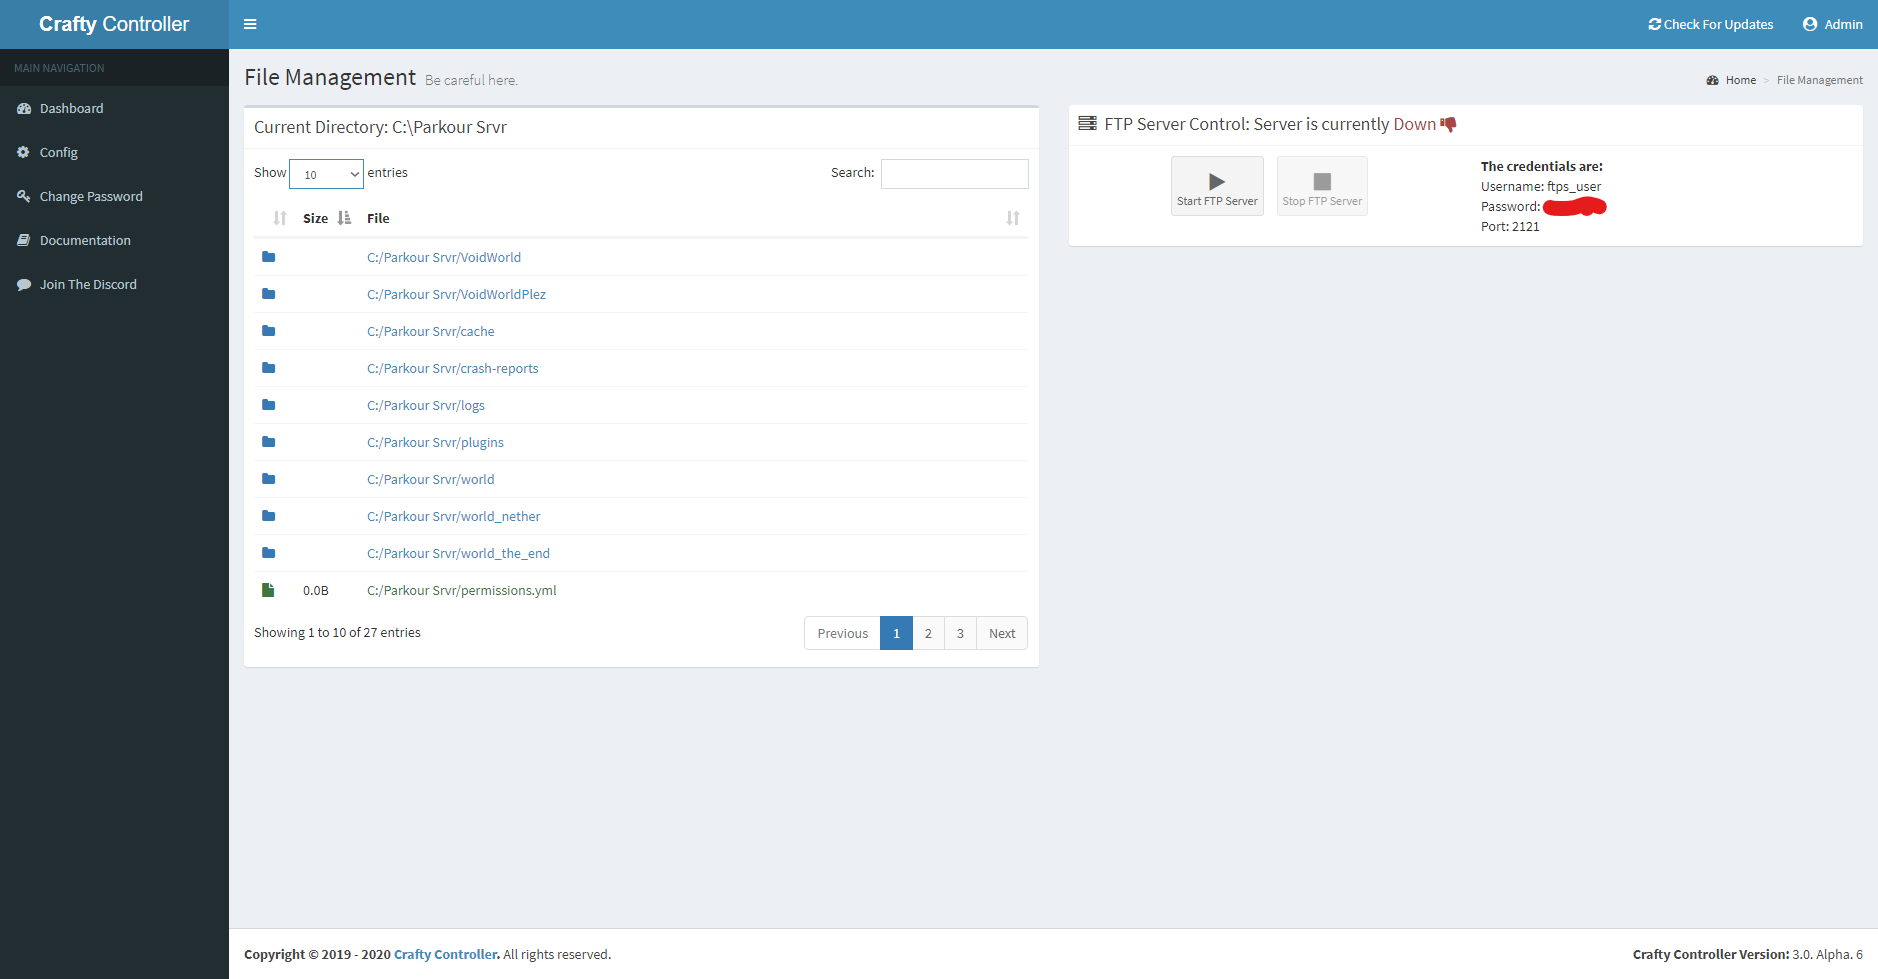 Crafty Controller
Check For Updates
Admin
MAIN NAVIGATION
Dashboard
Config
Change Password
Documentation
Join The Discord
File Management Be careful here.
Home > File Management
Current Directory: C:\Parkour Srvr
Show 10 entries
Search:
Size File
C:/Parkour Srvr/VoidWorld
C:/Parkour Srvr/VoidWorldPlez
C:/Parkour Srvr/cache
C:/Parkour Srvr/crash-reports
C:/Parkour Srvr/logs
C:/Parkour Srvr/plugins
C:/Parkour Srvr/world
C:/Parkour Srvr/world_nether
C:/Parkour Srvr/world_the_end
0.0B C:/Parkour Srvr/permissions.yml
Showing 1 to 10 of 27 entries
Previous 1 2 3 Next
FTP Server Control: Server is currently Down
Start FTP Server
Stop FTP Server
The credentials are:
Username: ftps_user
Password:
Port: 2121
Copyright © 2019 - 2020 Crafty Controller. All rights reserved.
Crafty Controller Version: 3.0. Alpha. 6